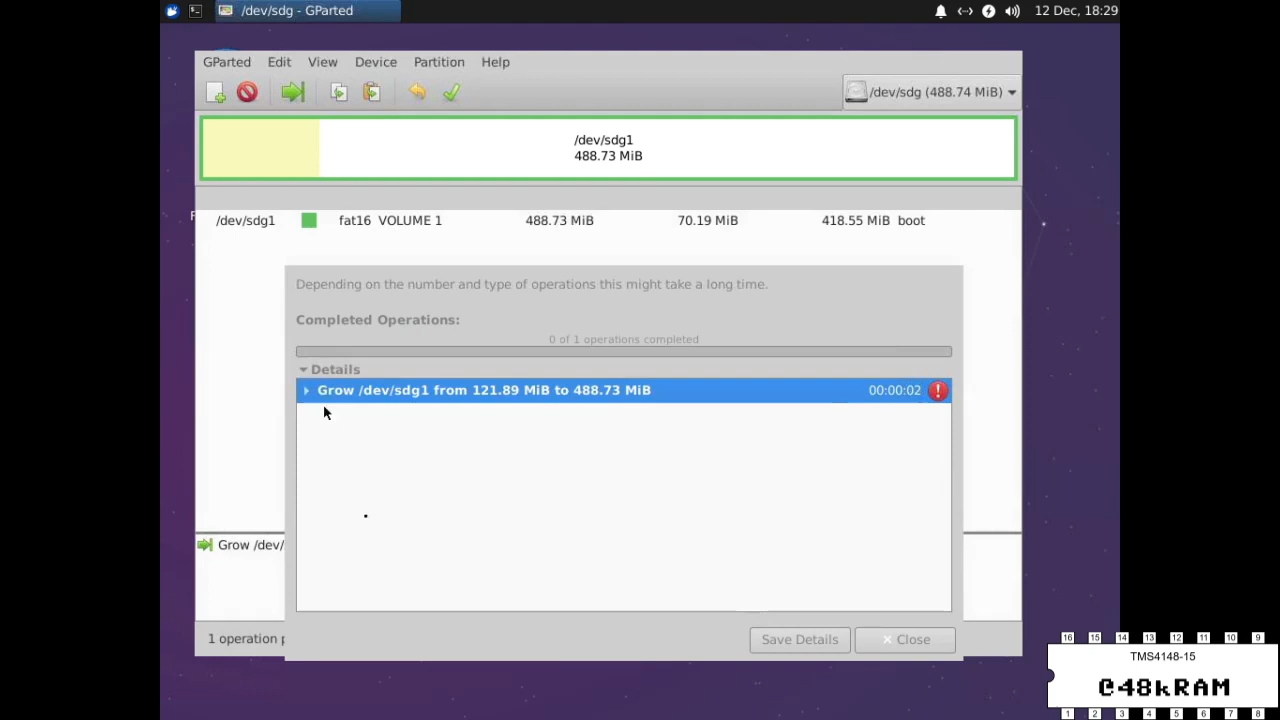 /dev/sdg - GParted
12 Dec, 18:29
GParted Edit View Device Partition Help
/dev/sdg (488.74 MiB)
/dev/sdg1
488.73 MiB
F
/dev/sdg1 fat16 VOLUME 1 488.73 MiB 70.19 MiB 418.55 MiB boot
Depending on the number and type of operations this might take a long time.
Completed Operations:
0 of 1 operations completed
Details
Grow /dev/sdg1 from 121.89 MiB to 488.73 MiB 00:00:02
Grow /dev/
1 operation p
Save Details Close
16 15 14 13 12 11 10 9
TMS4148-15
@48kRAM
1 2 3 4 5 6 7 8